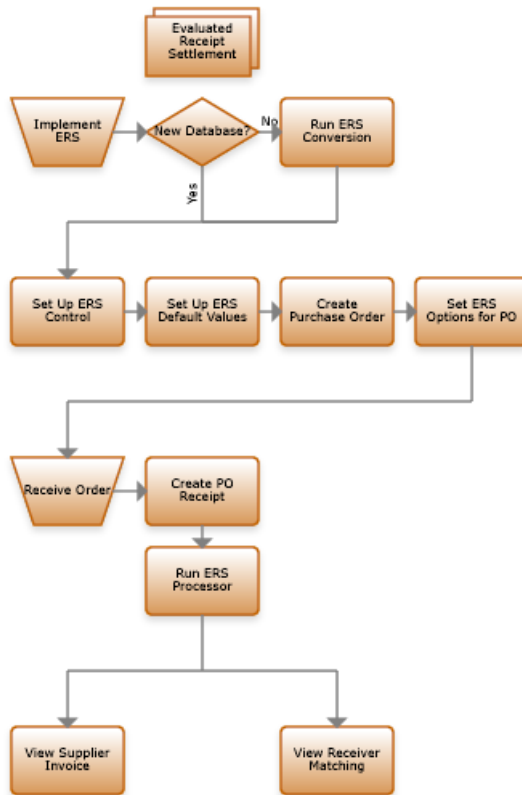 Evaluated
Receipt
Settlement
Implement
ERS
New Database?
No
Run ERS
Conversion
Yes
Set Up ERS
Control
Set Up ERS
Default Values
Create
Purchase Order
Set ERS
Options for PO
Receive Order
Create PO
Receipt
Run ERS
Processor
View Supplier
Invoice
View Receiver
Matching